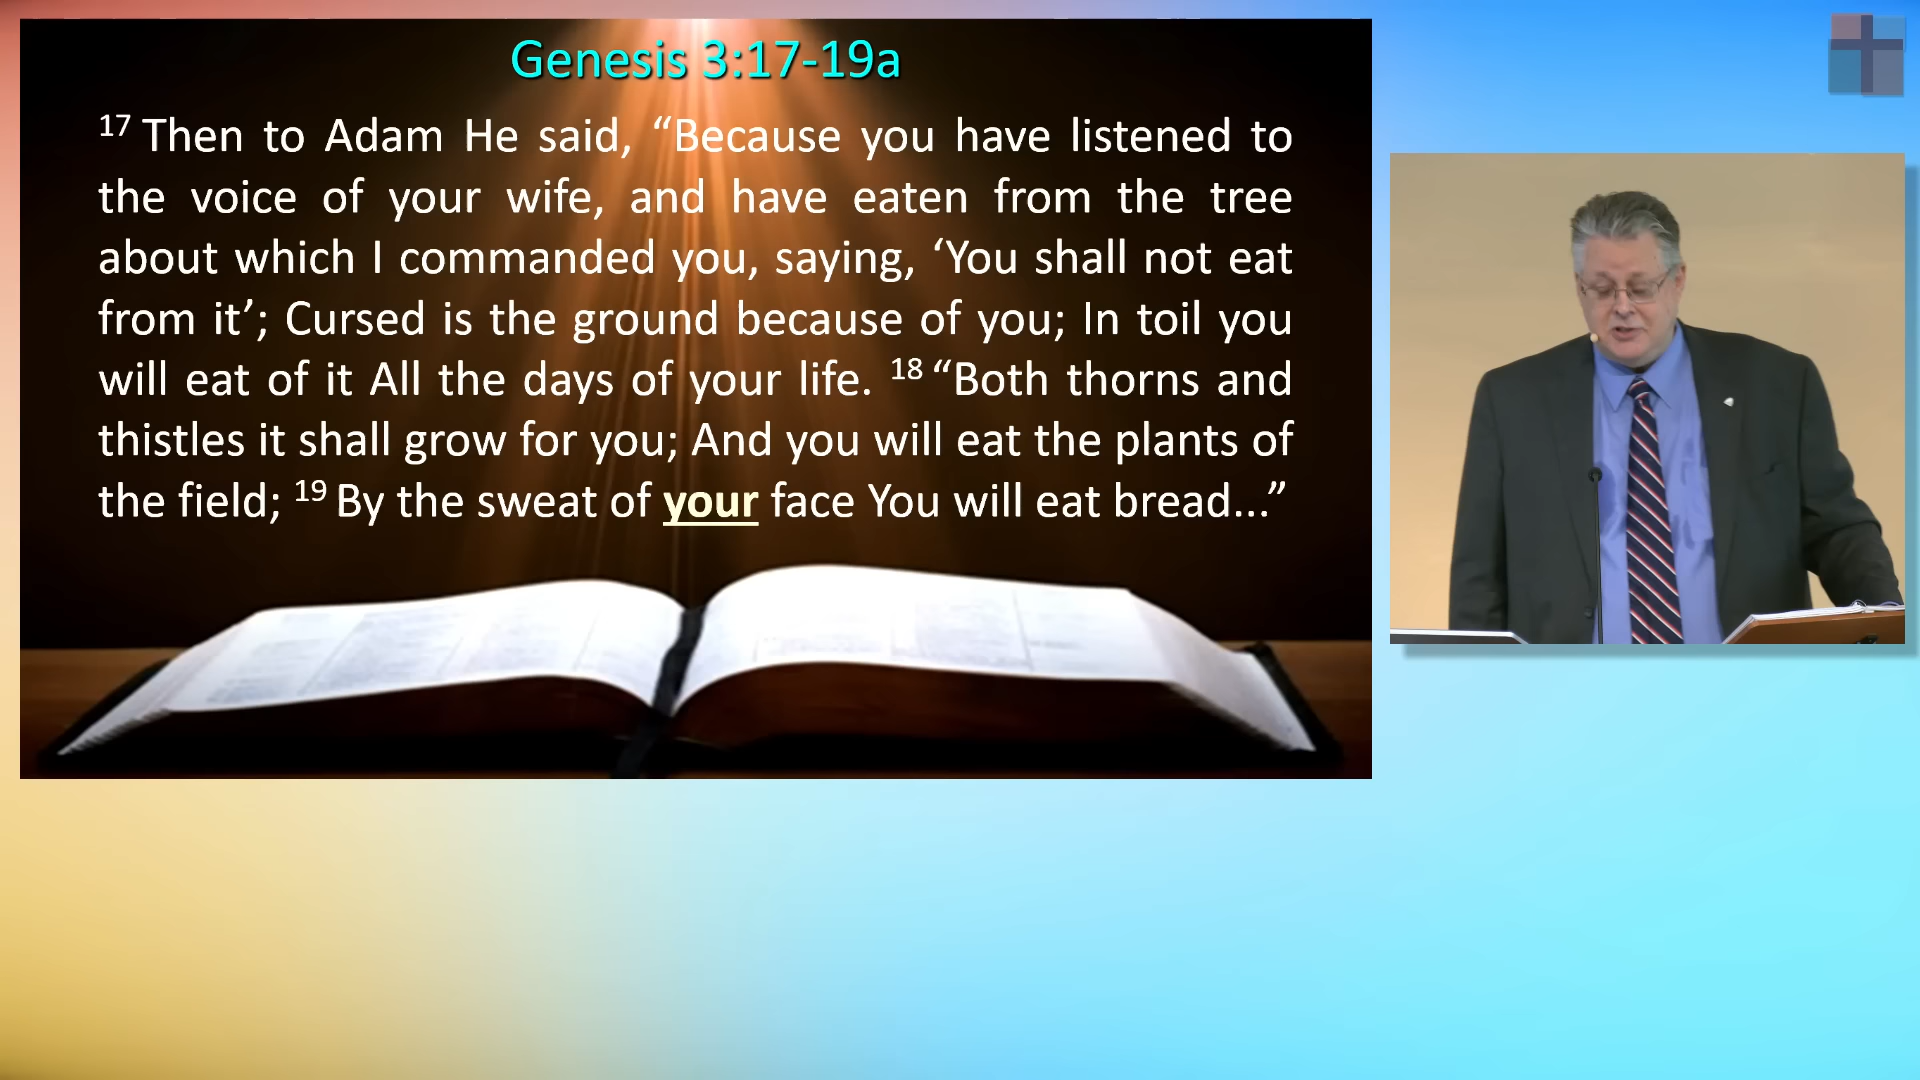 Genesis 3:17-19a
17 Then to Adam He said, “Because you have listened to
the voice of your wife, and have eaten from the tree
about which I commanded you, saying, ‘You shall not eat
from it’; Cursed is the ground because of you; In toil you
will eat of it All the days of your life. 18 “Both thorns and
thistles it shall grow for you; And you will eat the plants of
the field; 19 By the sweat of your face You will eat bread...”